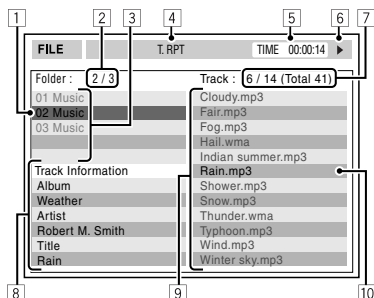 1 2 3 4 5 6 7
FILE T. RPT TIME 00:00:14
Folder : 2 / 3 Track : 6 / 14 (Total 41)
01 Music
02 Music
03 Music
Track Information
Album
Weather
Artist
Robert M. Smith
Title
Rain
Cloudy.mp3
Fair.mp3
Fog.mp3
Hail.wma
Indian summer.mp3
Rain.mp3
Shower.mp3
Snow.mp3
Thunder.wma
Typhoon.mp3
Wind.mp3
Winter sky.mp3
8 9 10